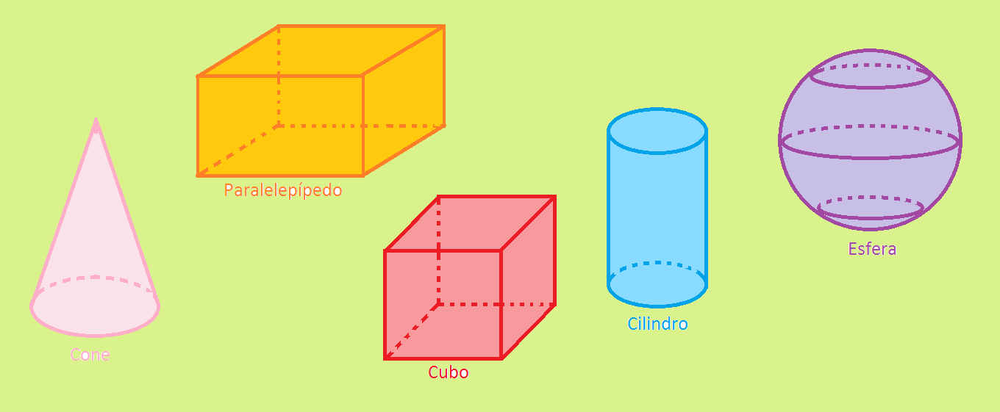 Paralelepípedo
Esfera
Cilindro
Cone
Cubo